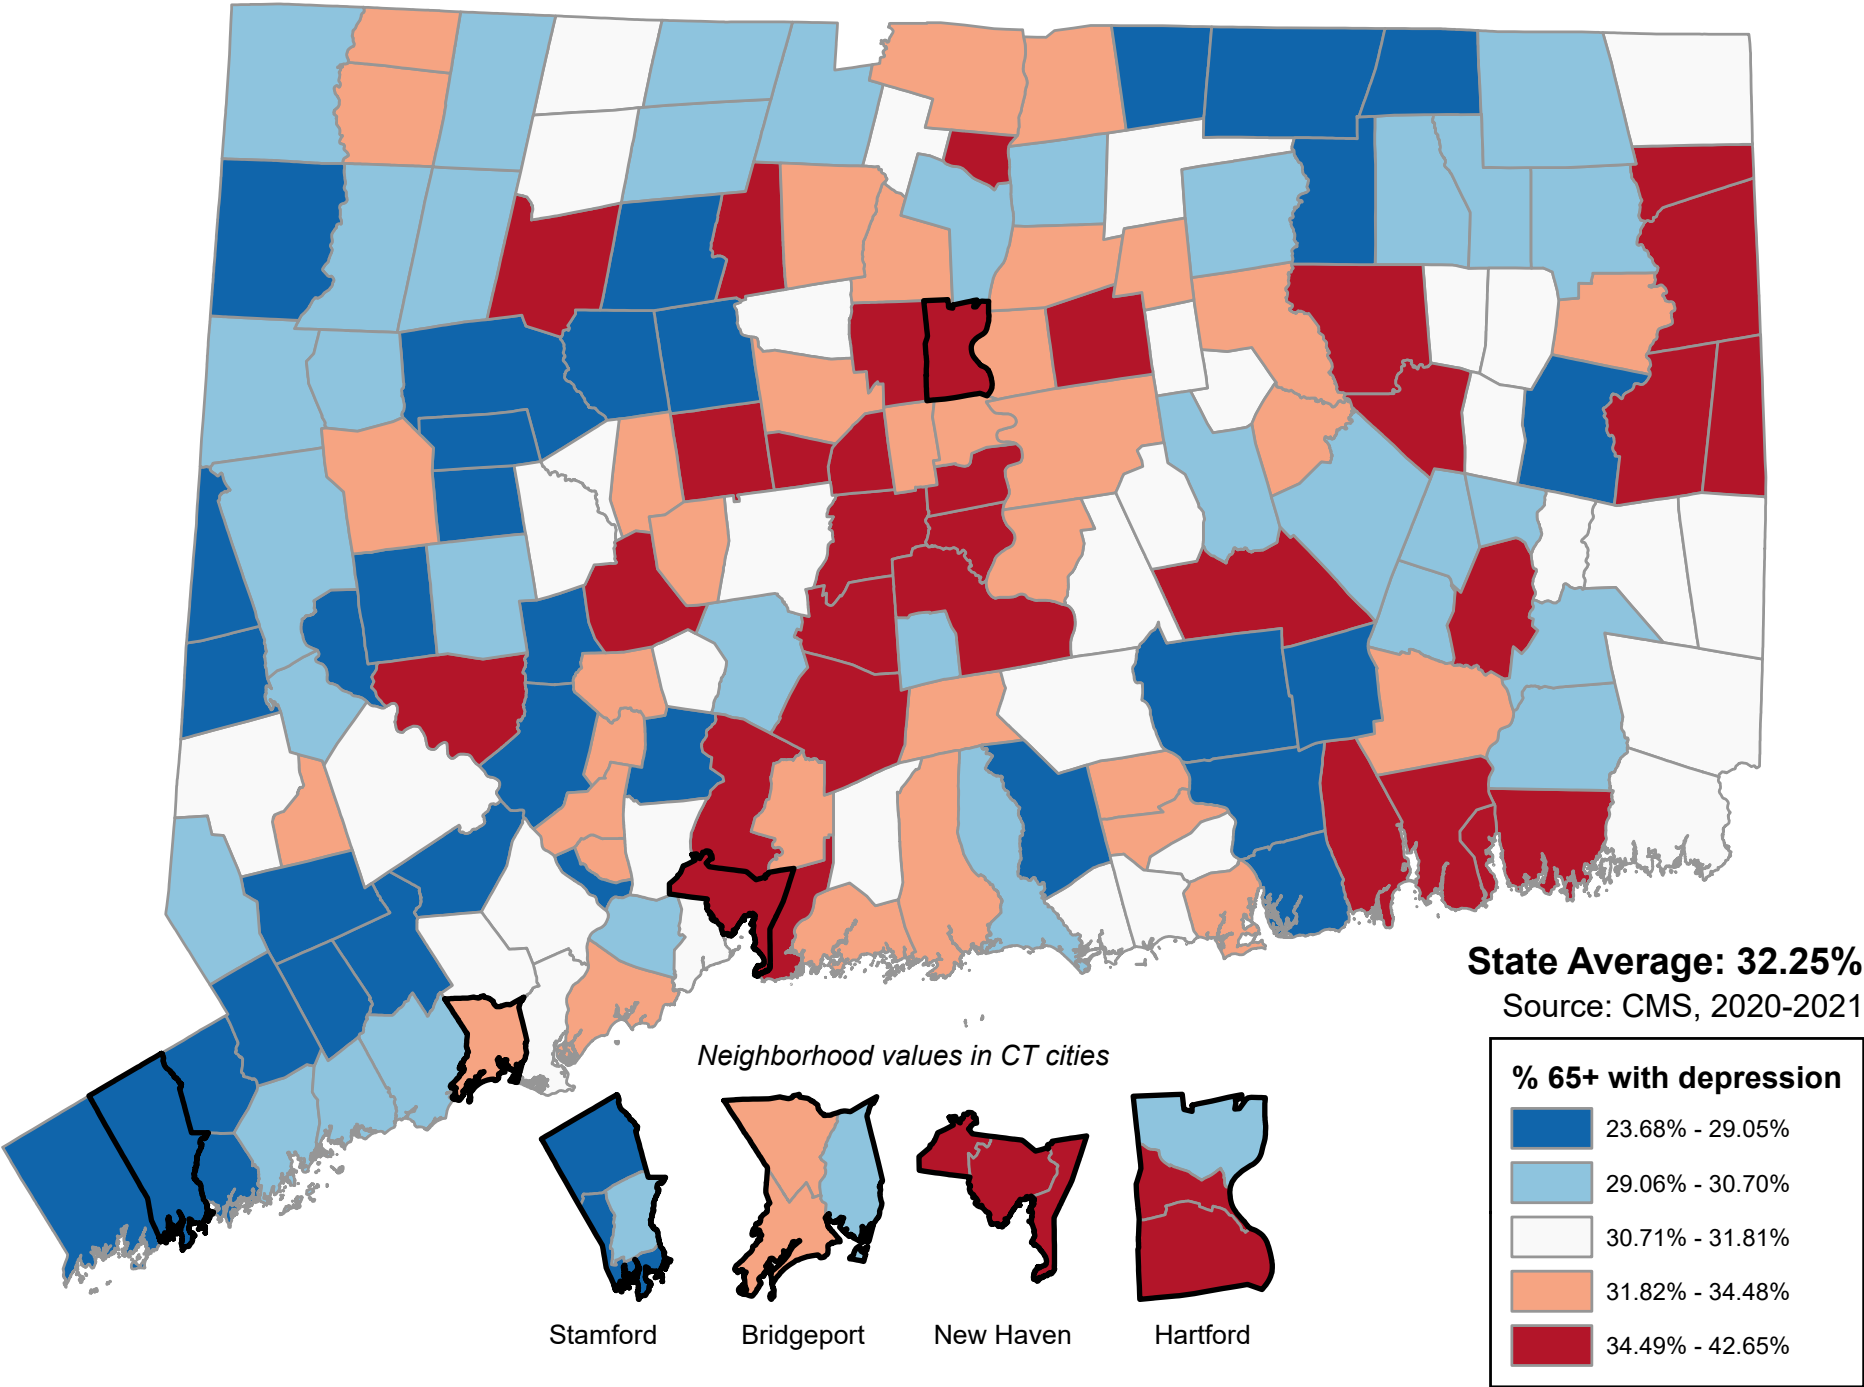 State Average: 32.25%
Source: CMS, 2020-2021
Neighborhood values in CT cities
% 65+ with depression
23.68% - 29.05%
29.06% - 30.70%
30.71% - 31.81%
31.82% - 34.48%
34.49% - 42.65%
Stamford
Bridgeport
New Haven
Hartford